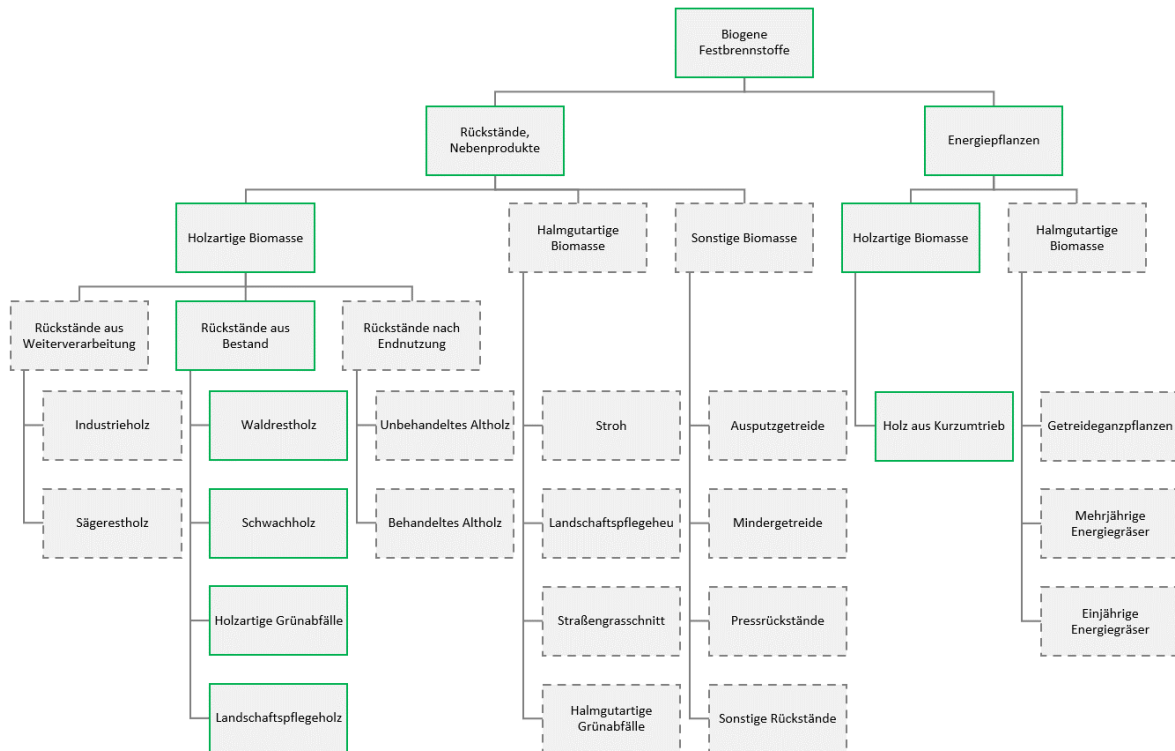 Biogene
Festbrennstoffe
Rückstände,
Nebenprodukte
Energiepflanzen
Holzartige Biomasse
Halmgutartige
Biomasse
Sonstige Biomasse
Holzartige Biomasse
Halmgutartige
Biomasse
Rückstände aus
Weiterverarbeitung
Rückstände aus
Bestand
Rückstände nach
Endnutzung
Industrieholz
Waldrestholz
Unbehandeltes Altholz
Stroh
Ausputzgetreide
Holz aus Kurzumtrieb
Getreideganzpflanzen
Sägerestholz
Schwachholz
Behandeltes Altholz
Landschaftspflegeheu
Mindergetreide
Mehrjährige
Energiegräser
Holzartige Grünabfälle
Straßengrasschnitt
Pressrückstände
Einjährige
Energiegräser
Landschaftspflegeholz
Halmgutartige
Grünabfälle
Sonstige Rückstände